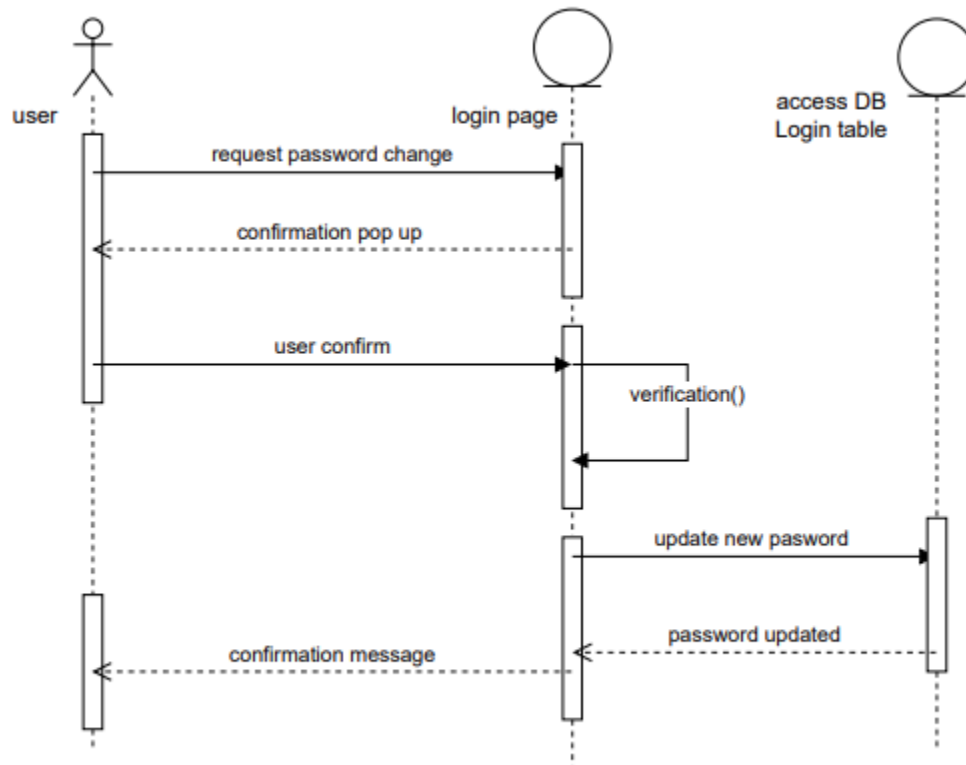 user
login page
access DB
Login table
request password change
confirmation pop up
user confirm
verification()
update new pasword
password updated
confirmation message